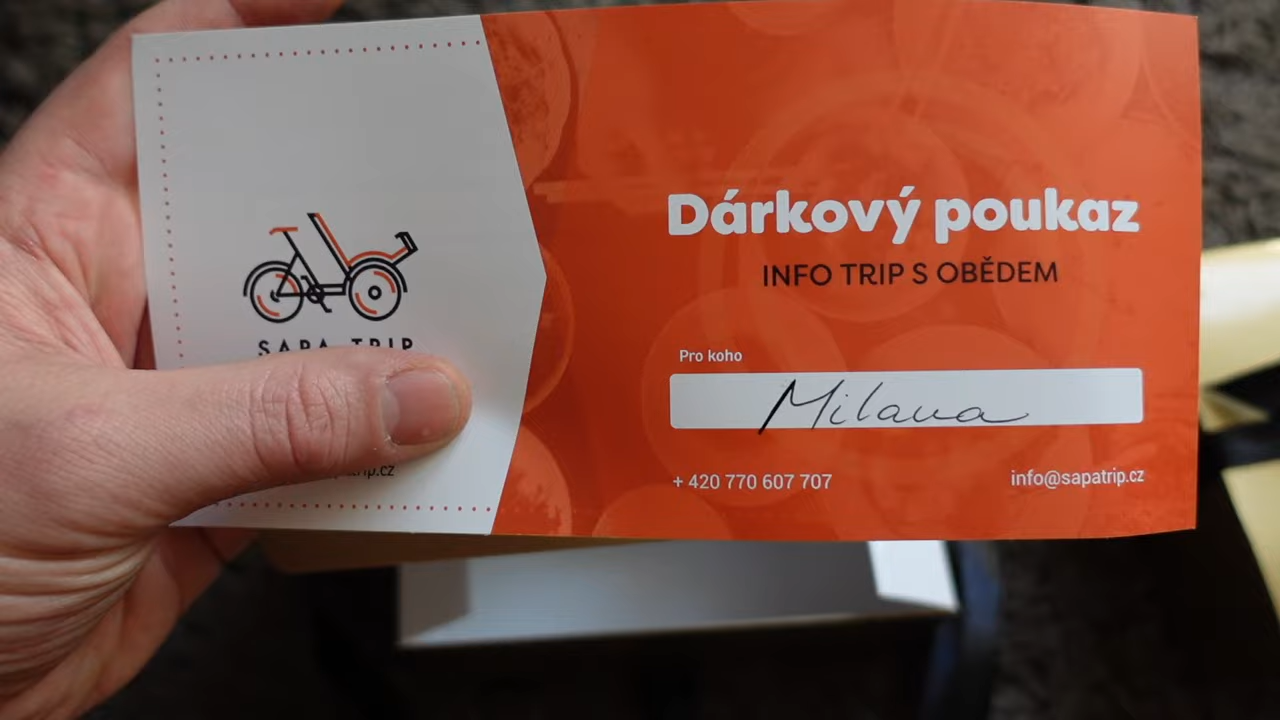 Dárkový poukaz
INFO TRIP S OBĚDEM
Pro koho
Milana
+ 420 770 607 707
info@sapatrip.cz
SAPA TRIP